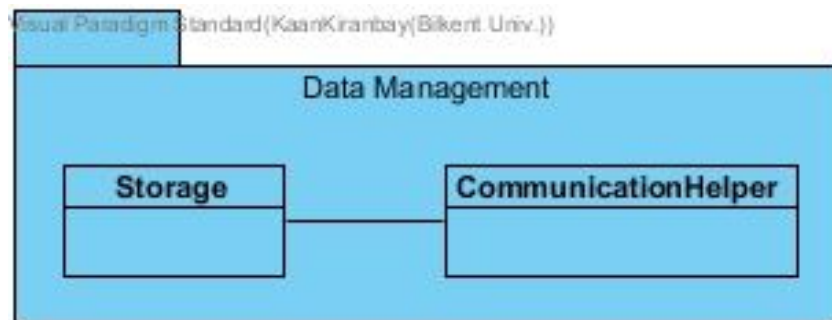 Visual Paradigm Standard(KaanKiranbay(Bilkent Univ.))
Data Management
Storage
CommunicationHelper